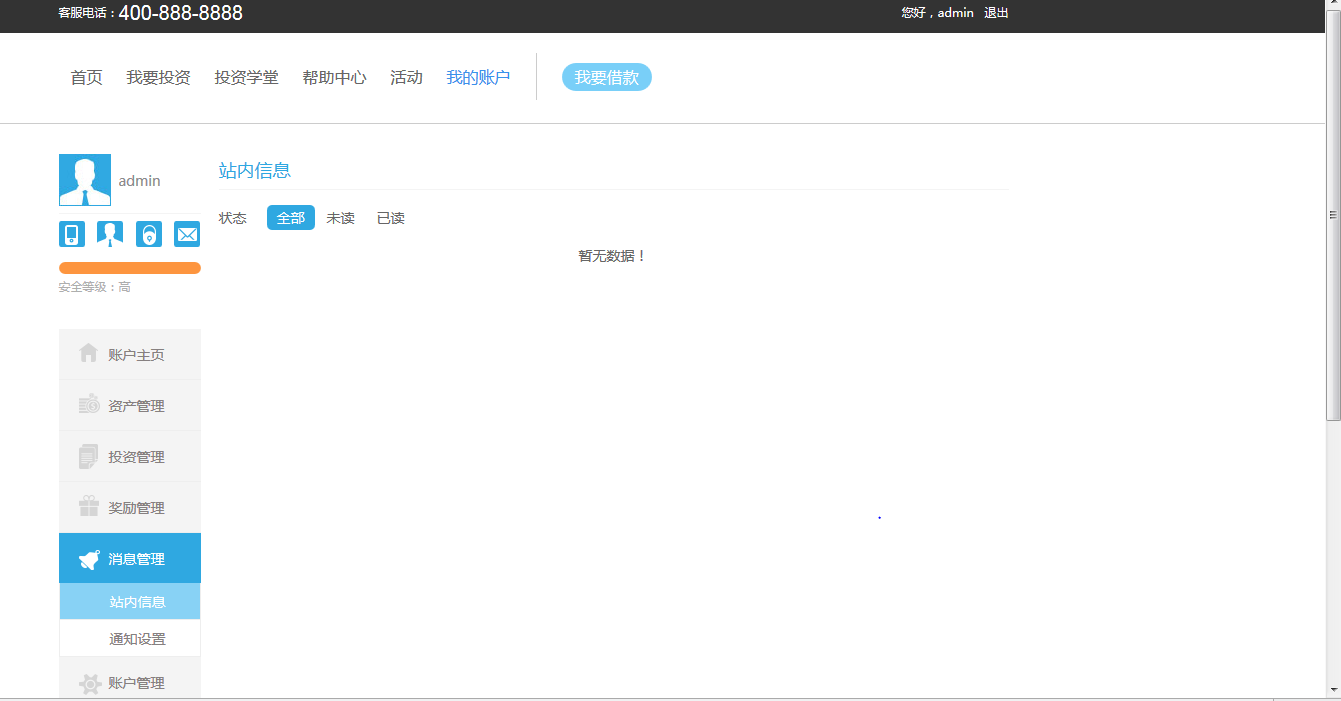 客服电话：400-888-8888 您好，admin 退出
首页 我要投资 投资学堂 帮助中心 活动 我的账户 我要借款
admin
站内信息
状态 全部 未读 已读
暂无数据！
安全等级：高
账户主页
资产管理
投资管理
奖励管理
消息管理
站内信息
通知设置
账户管理